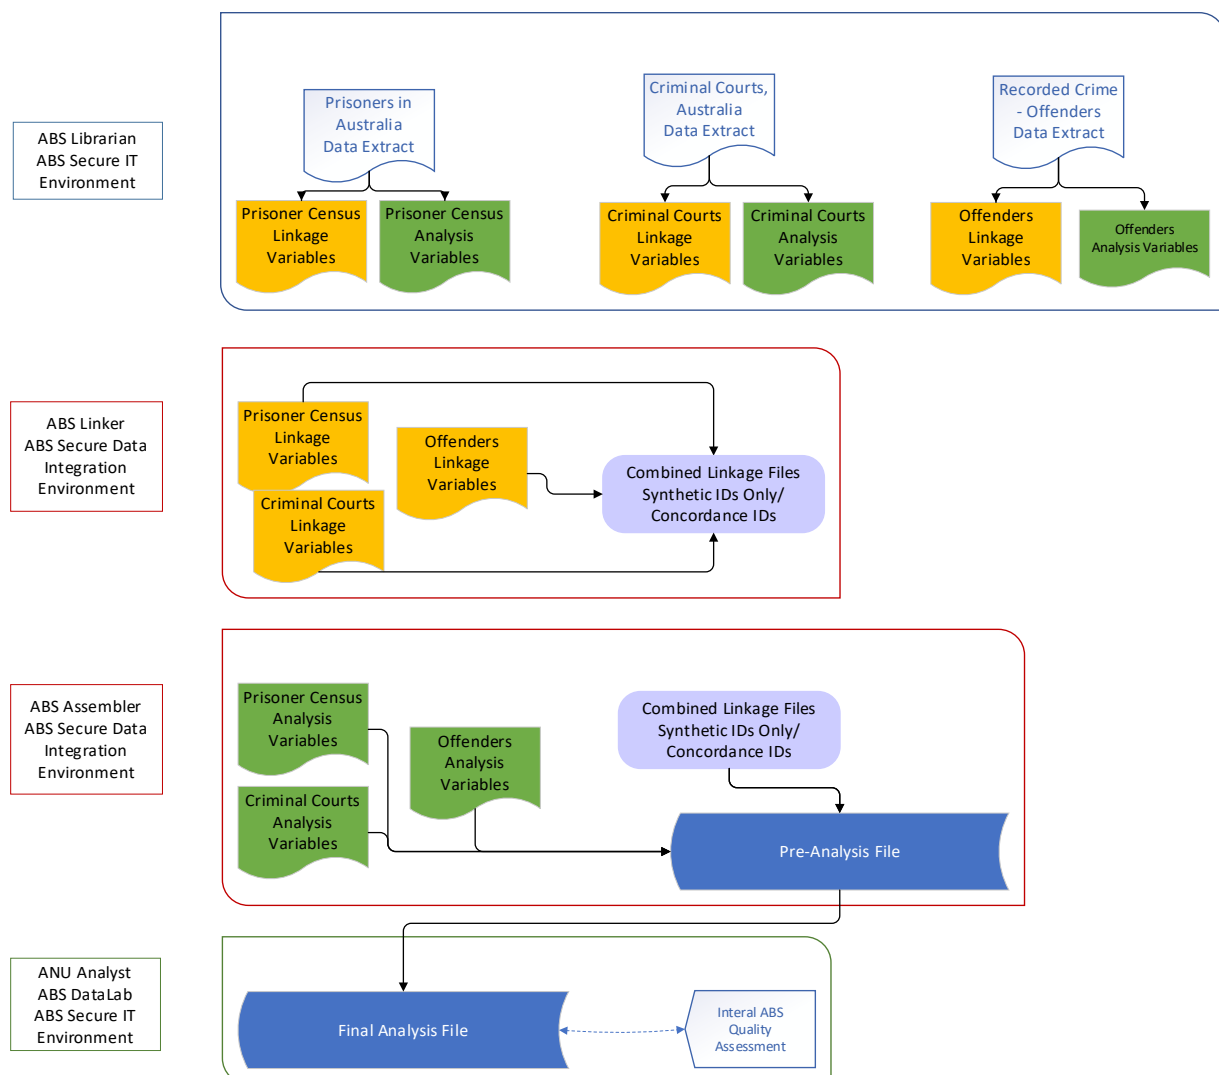 ABS Librarian
ABS Secure IT
Environment
Prisoners in
Australia
Data Extract
Criminal Courts,
Australia
Data Extract
Recorded Crime
- Offenders
Data Extract
Prisoner Census
Linkage
Variables
Prisoner Census
Analysis
Variables
Criminal Courts
Linkage
Variables
Criminal Courts
Analysis
Variables
Offenders
Linkage
Variables
Offenders
Analysis Variables
ABS Linker
ABS Secure Data
Integration
Environment
Prisoner Census
Linkage
Variables
Criminal Courts
Linkage
Variables
Offenders
Linkage
Variables
Combined Linkage Files
Synthetic IDs Only/
Concordance IDs
ABS Assembler
ABS Secure Data
Integration
Environment
Prisoner Census
Analysis
Variables
Criminal Courts
Analysis
Variables
Offenders
Analysis
Variables
Combined Linkage Files
Synthetic IDs Only/
Concordance IDs
Pre-Analysis File
ANU Analyst
ABS DataLab
ABS Secure IT
Environment
Final Analysis File
Interal ABS
Quality
Assessment